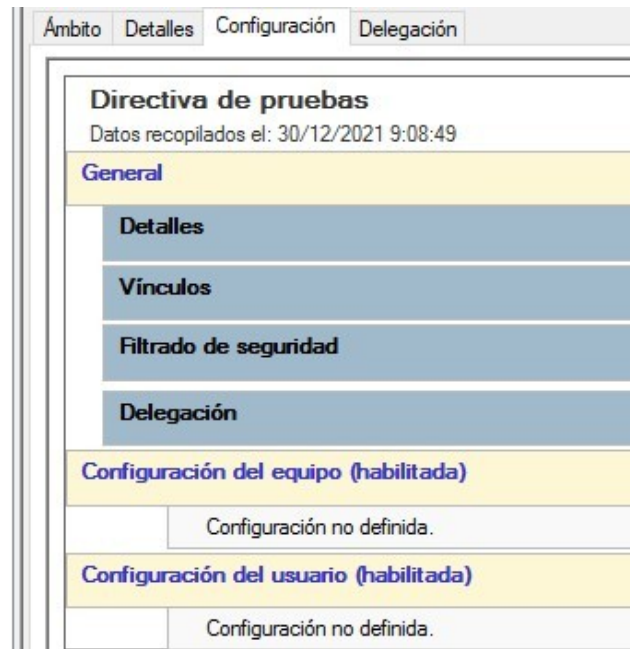 Ámbito Detalles Configuración Delegación
Directiva de pruebas
Datos recopilados el: 30/12/2021 9:08:49
General
Detalles
Vínculos
Filtrado de seguridad
Delegación
Configuración del equipo (habilitada)
Configuración no definida.
Configuración del usuario (habilitada)
Configuración no definida.